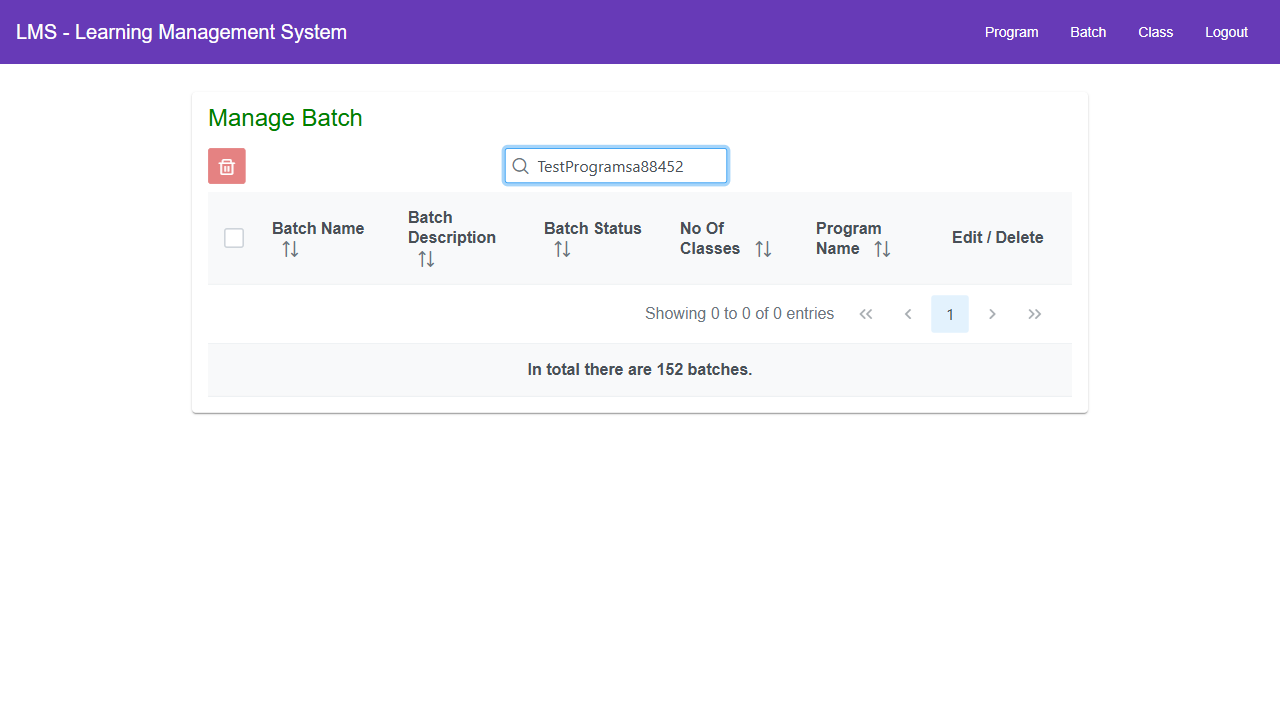 LMS - Learning Management System
Program
Batch
Class
Logout
Manage Batch
TestProgramsa88452
Batch Name
Batch
Description
Batch Status
No Of
Classes
Program
Name
Edit / Delete
Showing 0 to 0 of 0 entries
1
In total there are 152 batches.